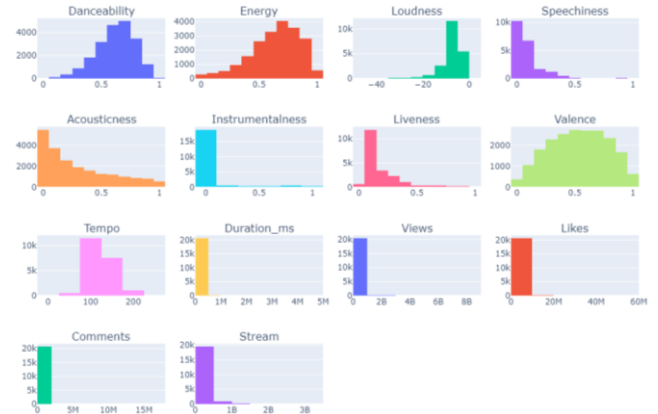 Danceability Energy Loudness Speechiness
4000 4000 10k 10k
3000
2000 2000 5k 5k
1000
0 0 0 0
0 0.5 1 0.5 1 −40 −20 0 0 0.5 1
Acousticness Instrumentalness Liveness Valence
15k 10k
4000 10k 2000
2000 5k 5k 1000
0 0 0 0
0 0.5 1 0 0.5 1 0 0.5 1 0 0.5 1
Tempo Duration_ms Views Likes
10k 20k 20k 20k
15k 15k 15k
5k 10k 10k 10k
5k 5k 5k
0 0 0 0
0 100 200 0 1M 2M 3M 4M 5M 0 2B 4B 6B 8B 0 20M 40M 60M
Comments Stream
20k 20k
15k 15k
10k 10k
5k 5k
0 0
0 5M 10M 15M 0 1B 2B 3B